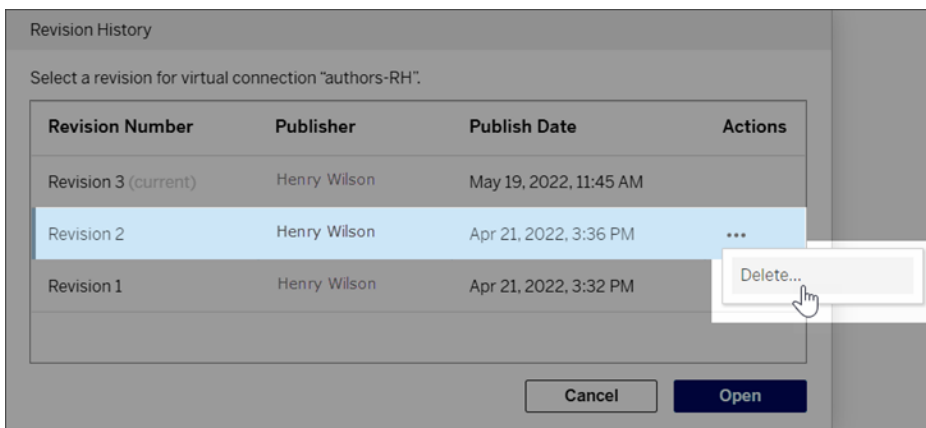 Revision History
Select a revision for virtual connection “authors-RH”.
Revision Number Publisher Publish Date Actions
Revision 3 (current) Henry Wilson May 19, 2022, 11:45 AM
Revision 2 Henry Wilson Apr 21, 2022, 3:36 PM •••
Delete...
Revision 1 Henry Wilson Apr 21, 2022, 3:32 PM
Cancel Open